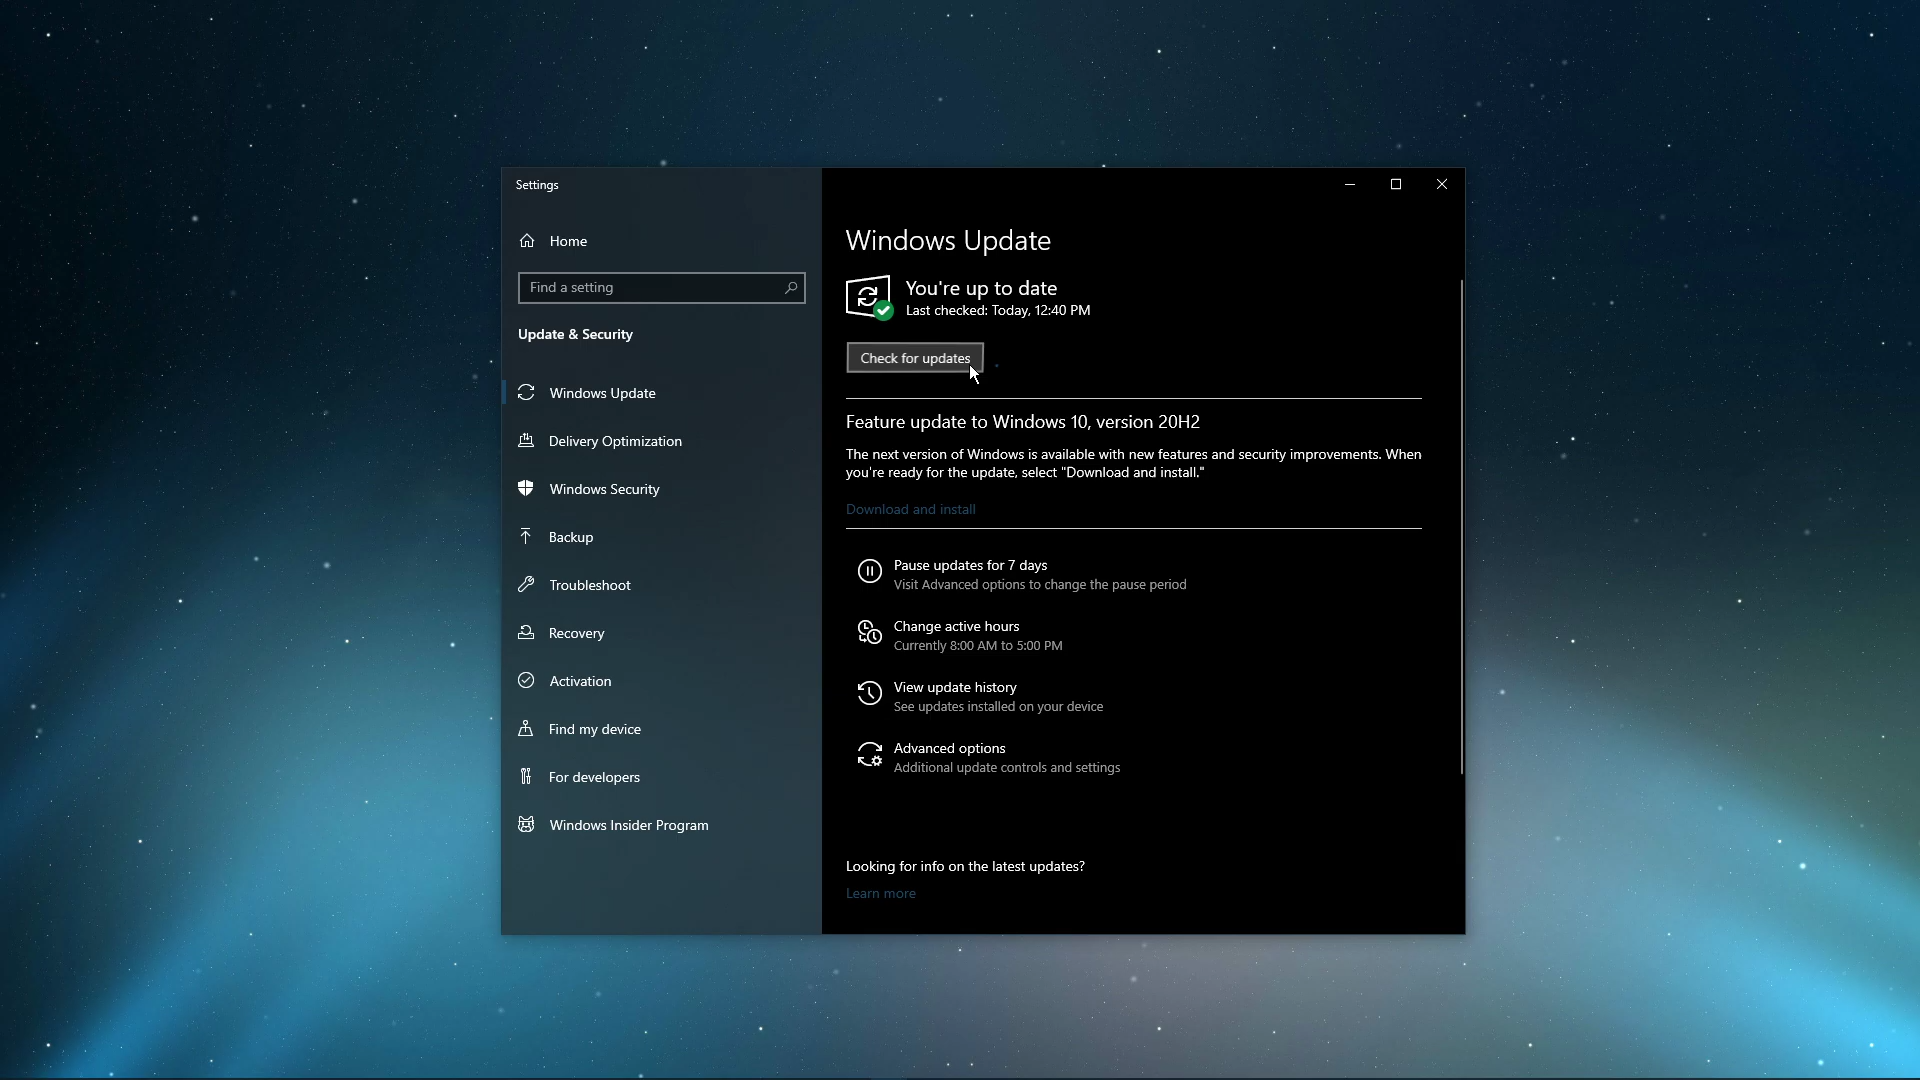 Settings
Home
Find a setting
Update & Security
Windows Update
Delivery Optimization
Windows Security
Backup
Troubleshoot
Recovery
Activation
Find my device
For developers
Windows Insider Program
Windows Update
You're up to date
Last checked: Today, 12:40 PM
Check for updates
Feature update to Windows 10, version 20H2
The next version of Windows is available with new features and security improvements. When
you're ready for the update, select "Download and install."
Download and install
Pause updates for 7 days
Visit Advanced options to change the pause period
Change active hours
Currently 8:00 AM to 5:00 PM
View update history
See updates installed on your device
Advanced options
Additional update controls and settings
Looking for info on the latest updates?
Learn more